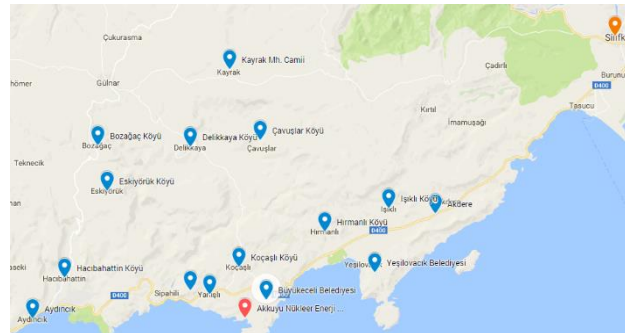 Çukurasma
Silifk
Kayrak Mh. Camii
Kayrak
Çadırlı
Gülnar
Burunu
D400
Taşucu
Kırtıl
İmamuşağı
Bozağaç Köyü
Bozağaç
Delikkaya Köyü
Delikkaya
Çavuşlar Köyü
Çavuşlar
Teknecik
Eskiyörük Köyü
Eskiyörük
Işıklı Köyü
Işıklı
Akdere
Hırmanlı Köyü
Hırmanlı
D400
Koçaşlı Köyü
Koçaşlı
Yeşilovacık Belediyesi
Hacıbahattin Köyü
Hacıbahattin
Sipahili
Yanışlı
Büyükeceli Belediyesi
D400
Akkuyu Nükleer Enerji ...
Aydıncık
Aydıncık